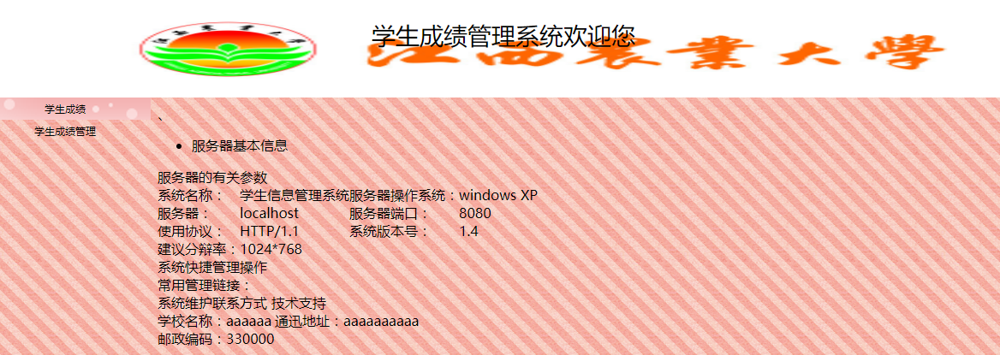 学生成绩管理系统欢迎您
江西农业大学
江西農業大學
学生成绩
学生成绩管理
、
• 服务器基本信息
服务器的有关参数
系统名称： 学生信息管理系统服务器操作系统：windows XP
服务器： localhost 服务器端口： 8080
使用协议： HTTP/1.1 系统版本号： 1.4
建议分辩率：1024*768
系统快捷管理操作
常用管理链接：
系统维护联系方式 技术支持
学校名称：aaaaaa 通迅地址：aaaaaaaaaa
邮政编码：330000